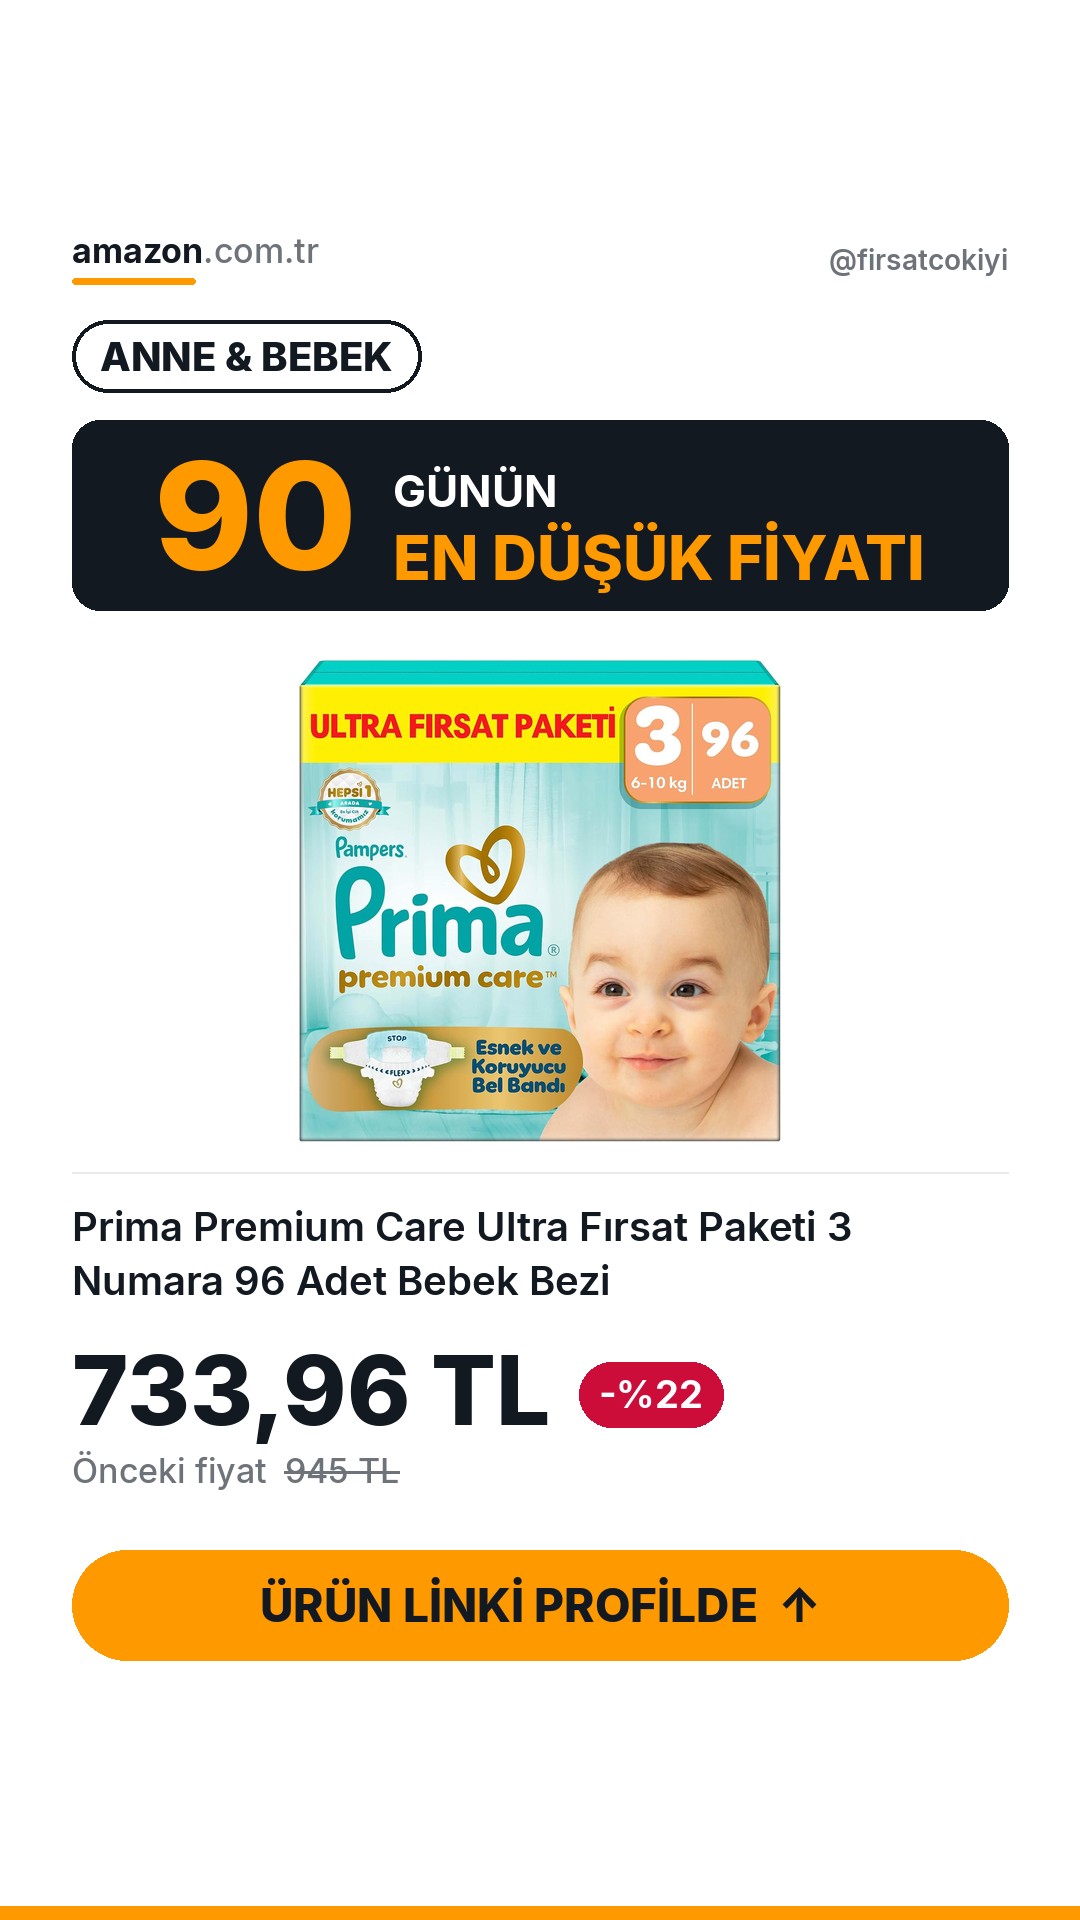 amazon.com.tr
@firsatcokiyi
ANNE & BEBEK
90 GÜNÜN
EN DÜŞÜK FİYATI
ULTRA FIRSAT PAKETİ
3 96
6-10 kg ADET
HEPSİ 1
ARADA
korumamız
Pampers.
Prima®
premium care™
STOP
FLEX
Esnek ve
Koruyucu
Bel Bandı
Prima Premium Care Ultra Fırsat Paketi 3
Numara 96 Adet Bebek Bezi
733,96 TL -%22
Önceki fiyat 945 TL
ÜRÜN LİNKİ PROFİLDE ↑